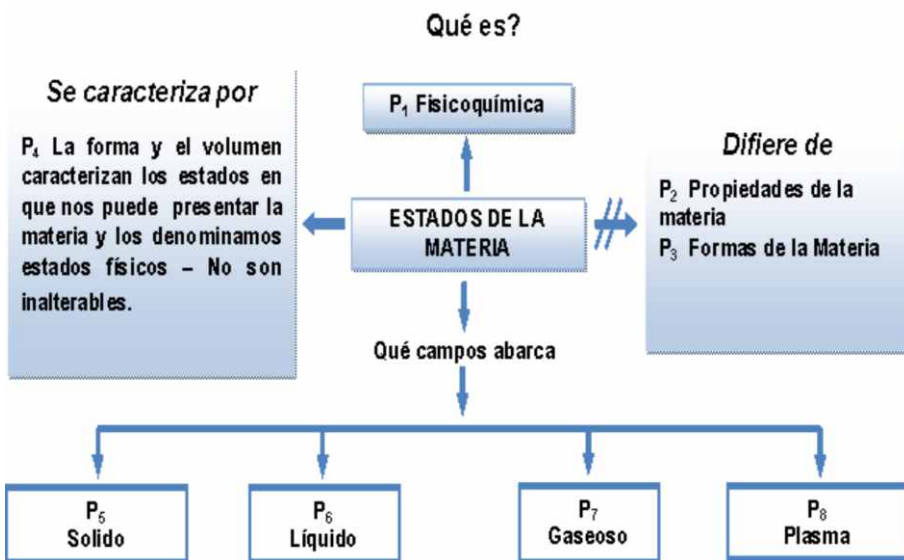 Qué es?
P₁ Fisicoquímica
Se caracteriza por
P₄ La forma y el volumen
caracterizan los estados en
que nos puede presentar la
materia y los denominamos
estados físicos – No son
inalterables.
ESTADOS DE LA
MATERIA
Difiere de
P₂ Propiedades de la
materia
P₃ Formas de la Materia
Qué campos abarca
P₅
Solido
P₆
Líquido
P₇
Gaseoso
P₈
Plasma